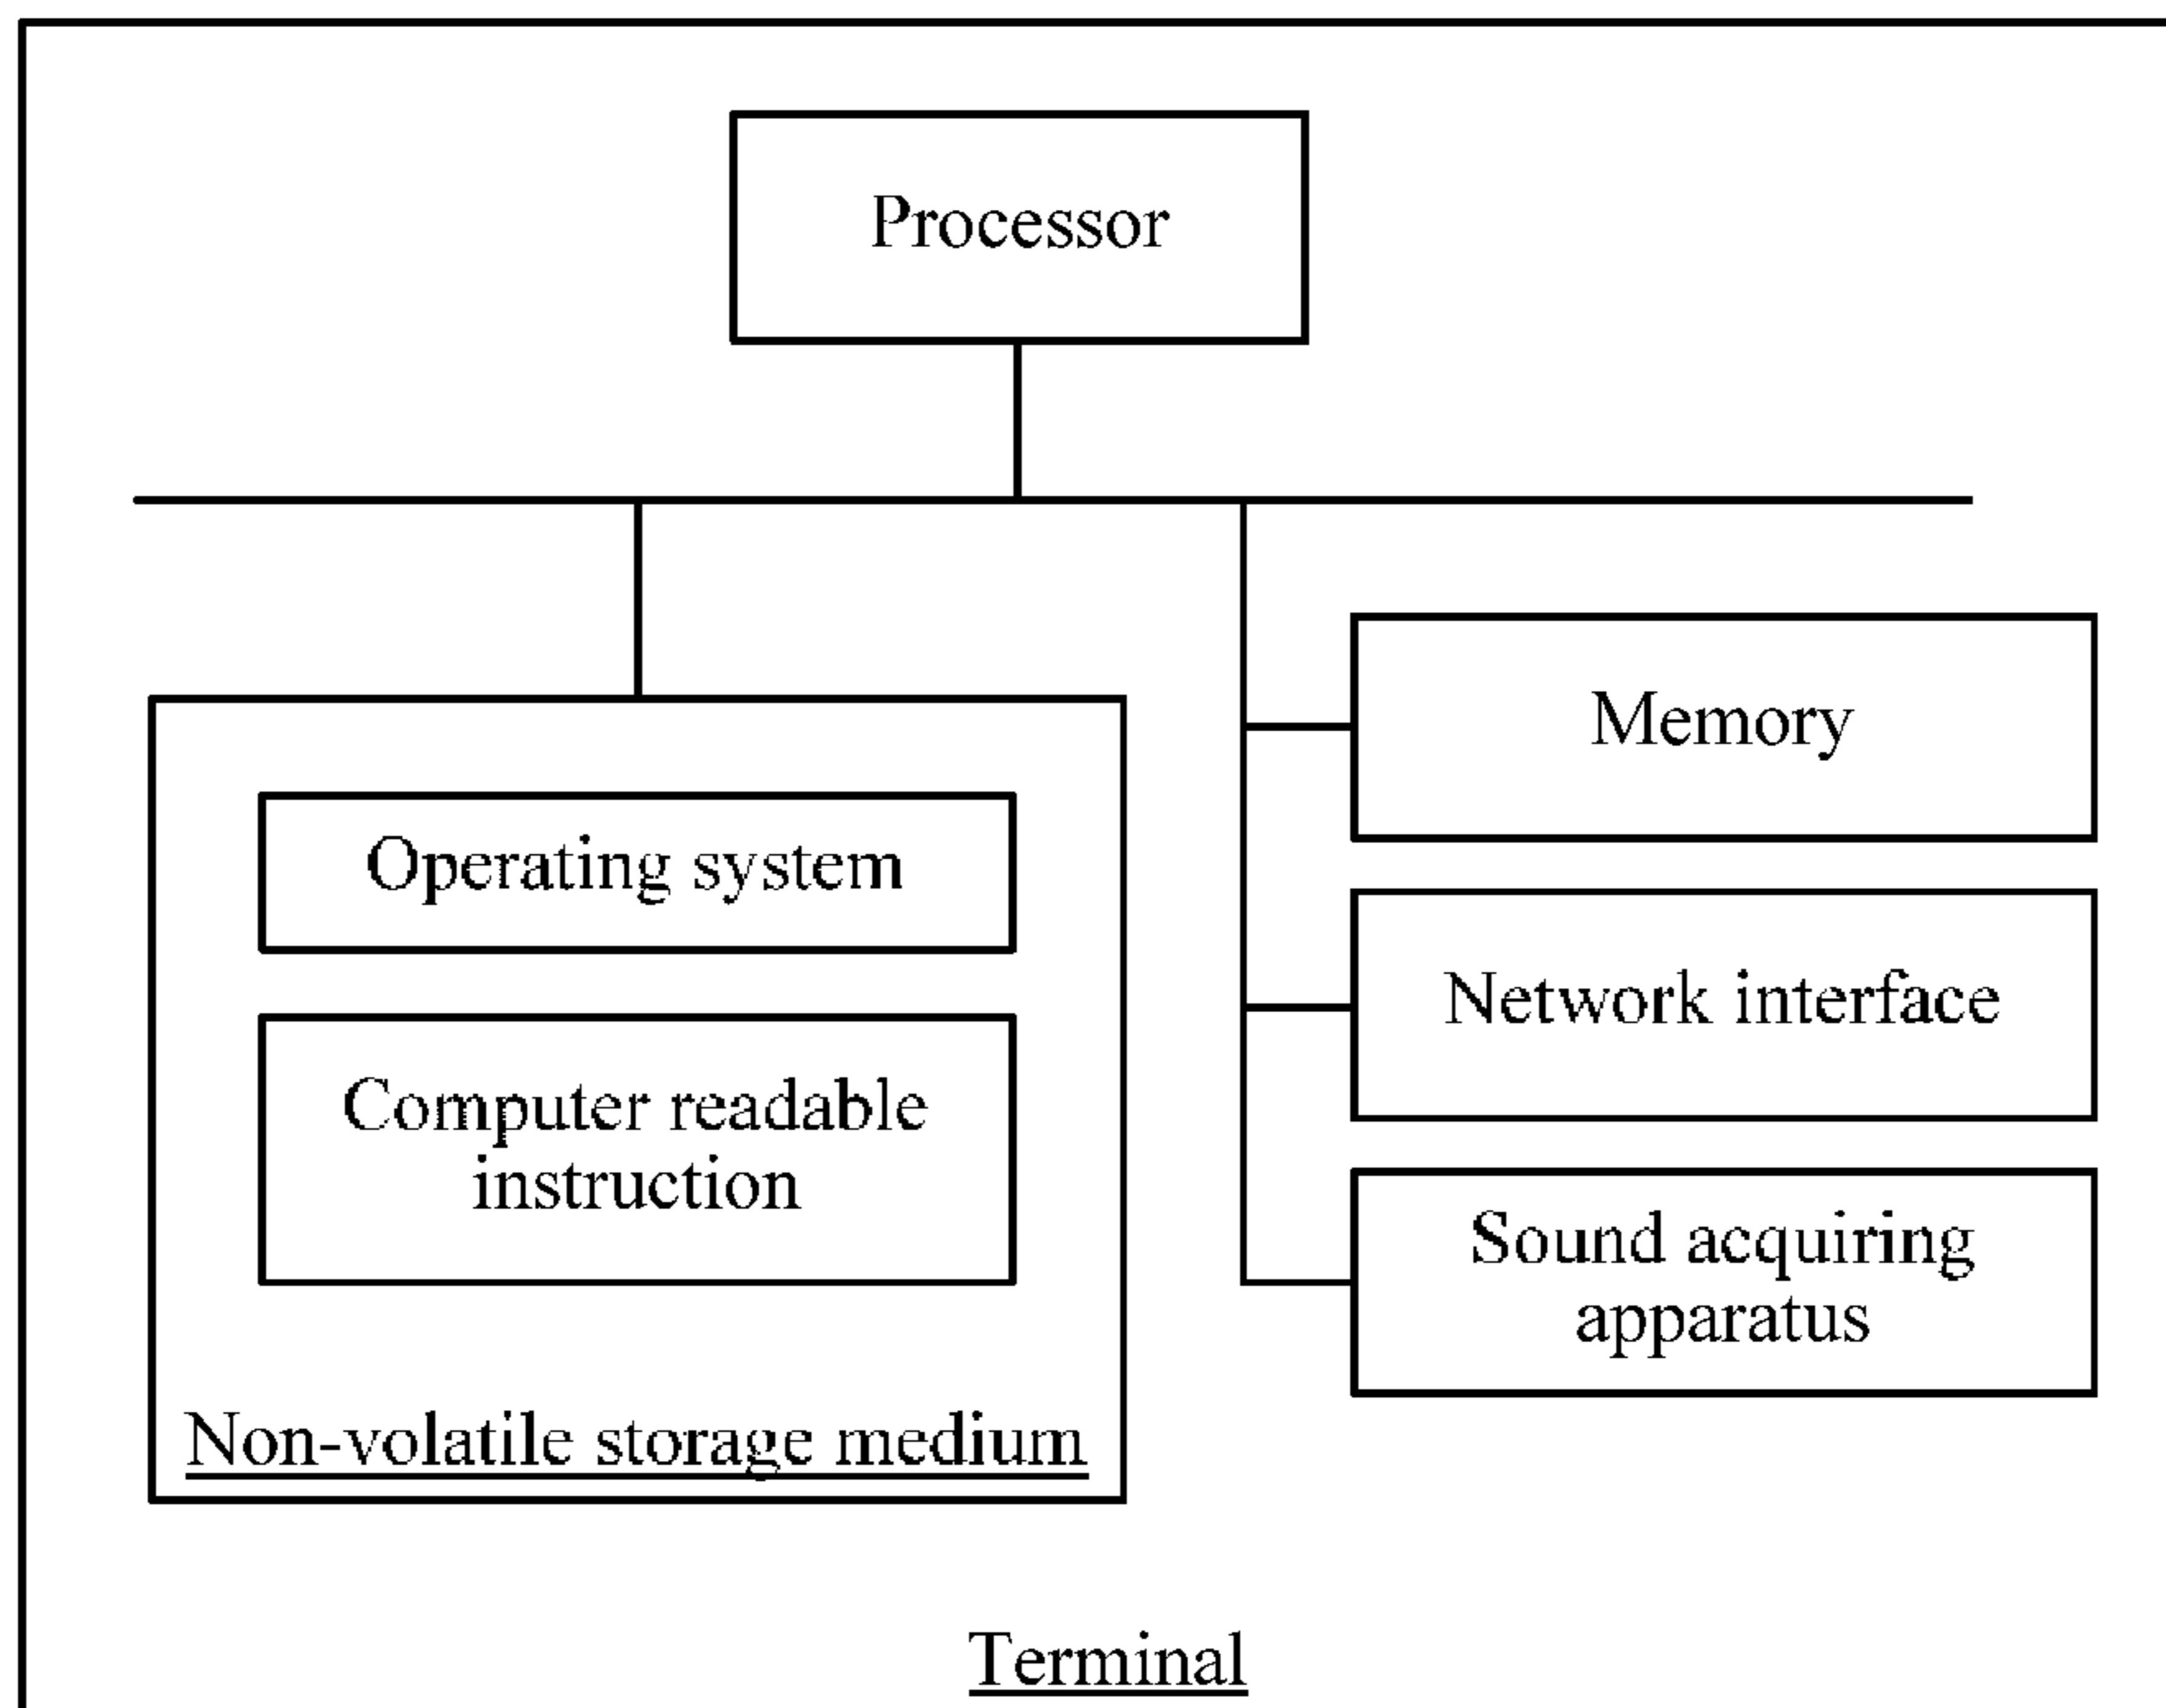 Processor
Memory
Operating system
Network interface
Computer readable
instruction
Sound acquiring
apparatus
Non-volatile storage medium
Terminal